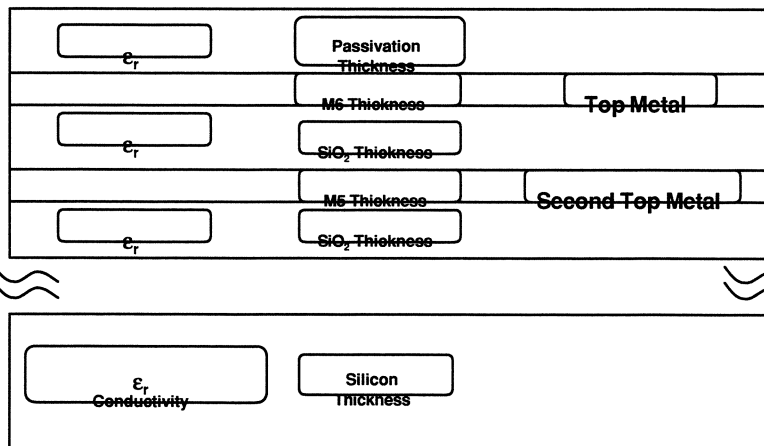 εr
Passivation
Thickness
M6 Thickness
Top Metal
εr
SiO2 Thickness
M5 Thickness
Second Top Metal
εr
SiO2 Thickness
εr
Conductivity
Silicon
Thickness